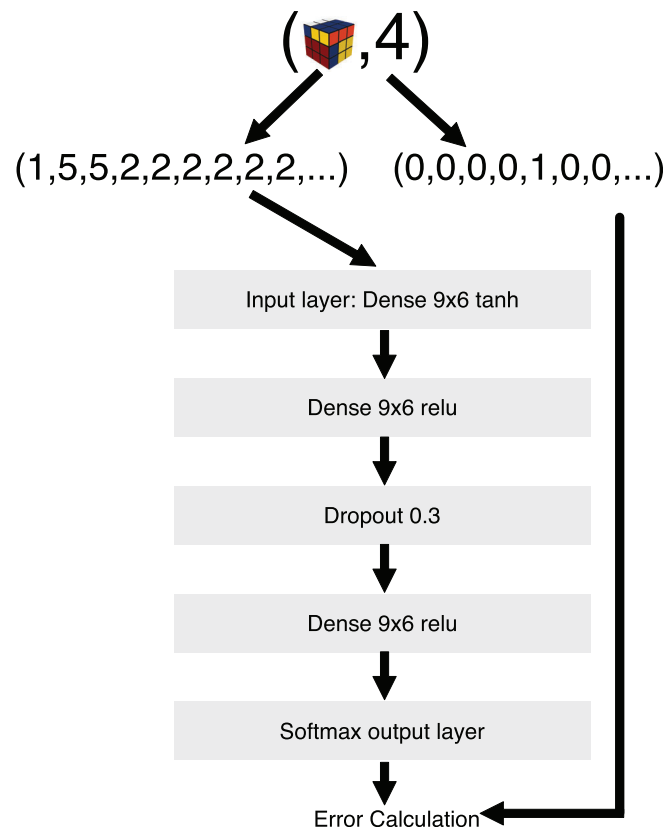 ( ,4)
(1,5,5,2,2,2,2,2,2,...) (0,0,0,0,1,0,0,...)
Input layer: Dense 9x6 tanh
Dense 9x6 relu
Dropout 0.3
Dense 9x6 relu
Softmax output layer
Error Calculation